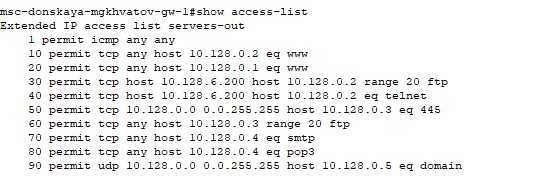 msc-donskaya-mgkhvatov-gw-1#show access-list
Extended IP access list servers-out
1 permit icmp any any
10 permit tcp any host 10.128.0.2 eq www
20 permit tcp any host 10.128.0.1 eq www
30 permit tcp host 10.128.6.200 host 10.128.0.2 range 20 ftp
40 permit tcp host 10.128.6.200 host 10.128.0.2 eq telnet
50 permit tcp 10.128.0.0 0.0.255.255 host 10.128.0.3 eq 445
60 permit tcp any host 10.128.0.3 range 20 ftp
70 permit tcp any host 10.128.0.4 eq smtp
80 permit tcp any host 10.128.0.4 eq pop3
90 permit udp 10.128.0.0 0.0.255.255 host 10.128.0.5 eq domain